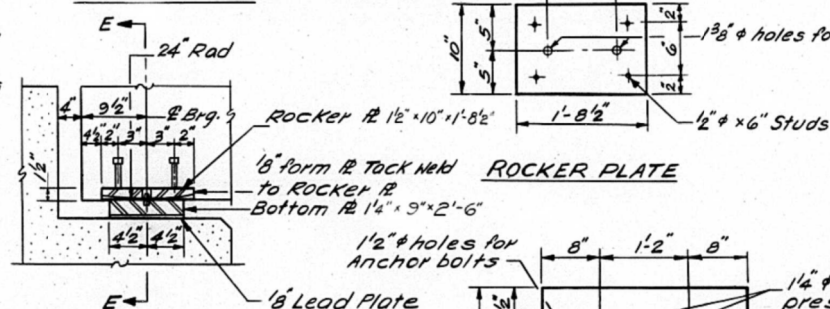 E
24" Rad
4"
9½"
℄ Brg.
4½"
2"
3"
3"
2"
1½"
Rocker ℞ 1½" × 10" × 1'-8½"
⅛" form ℞ Tack Weld
to Rocker ℞
Bottom ℞ 1¼" × 9" × 2'-6"
4½"
4½"
E
⅛" Lead Plate
10"
5"
5"
2"
6"
2"
1⅜" ϕ holes fo
1'-8½"
½" ϕ × 6" Studs
ROCKER PLATE
1½" ϕ holes for
Anchor bolts
8"
1'-2"
8"
1¼" ϕ
pres